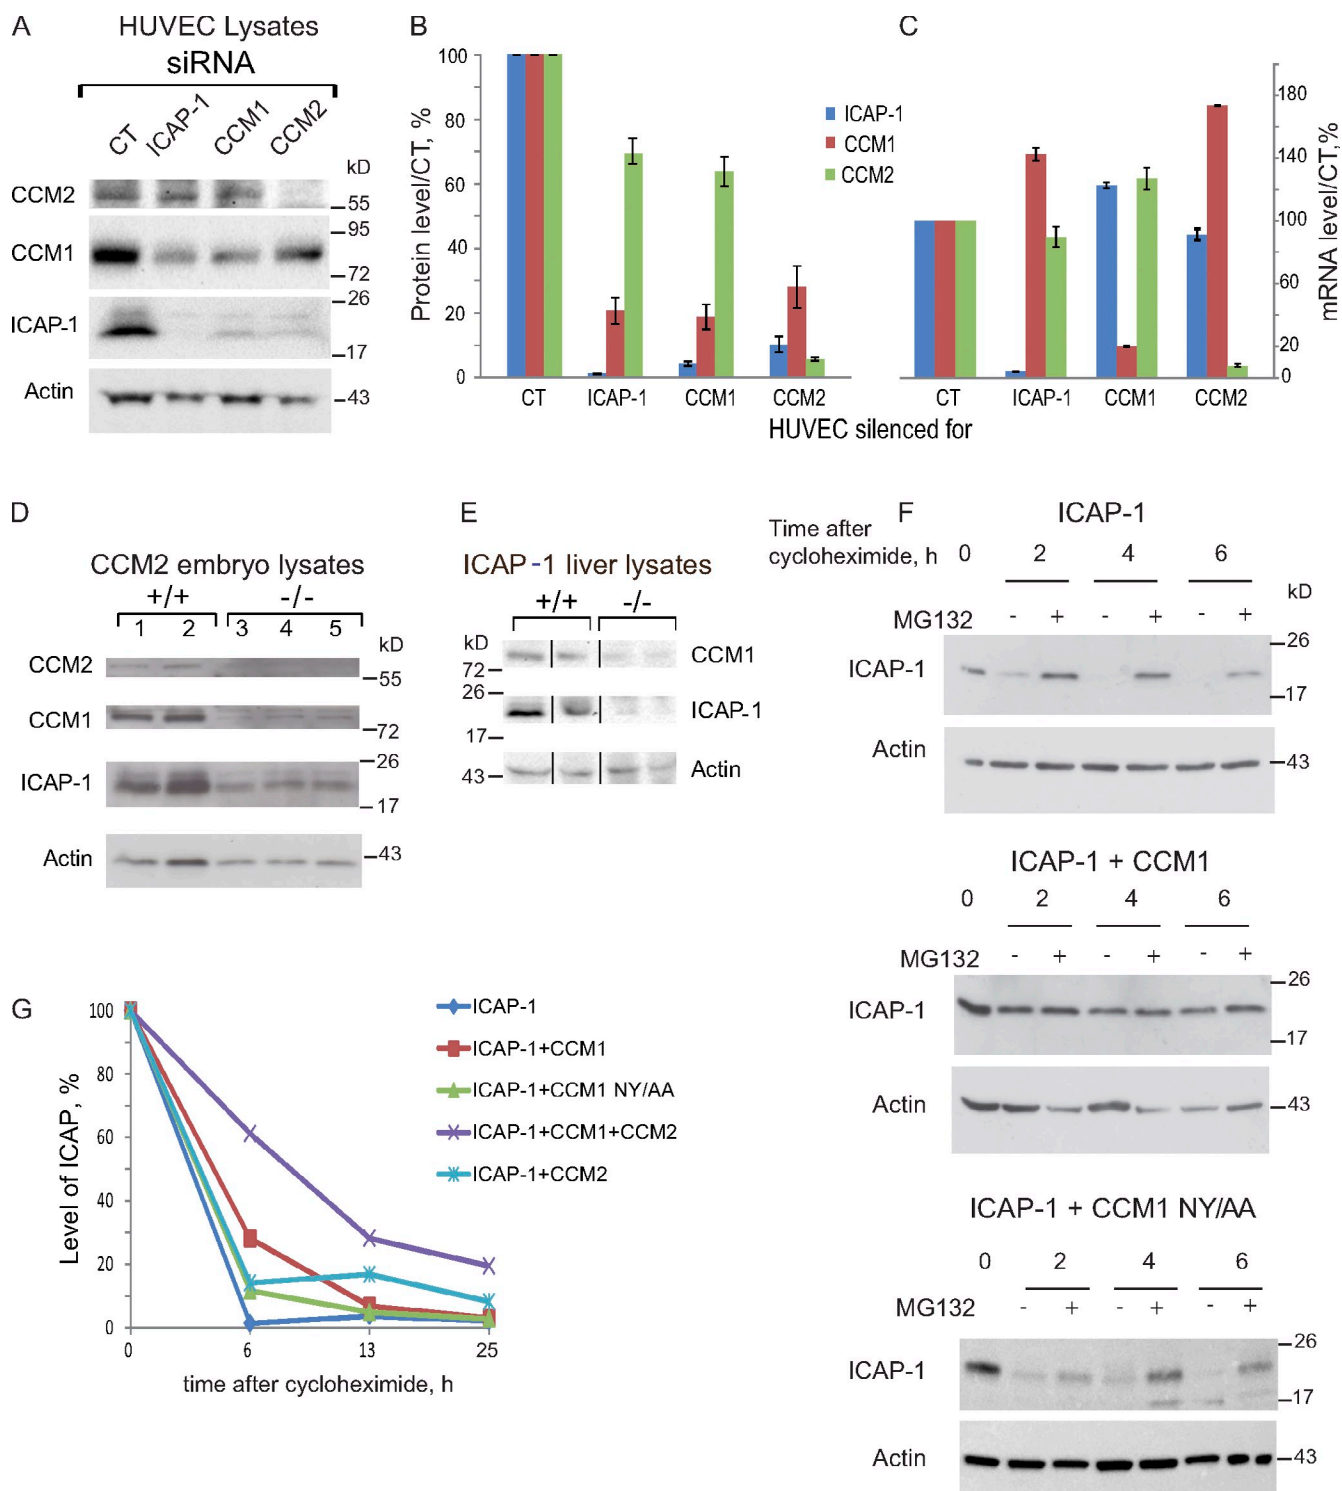 A
HUVEC Lysates
siRNA
CT ICAP-1 CCM1 CCM2
kD
CCM2
55
95
CCM1
72
26
ICAP-1
17
Actin
43
B
Protein level/CT, %
100
80
60
40
20
0
CT ICAP-1 CCM1 CCM2
ICAP-1
CCM1
CCM2
C
180
140
100
60
20
0
mRNA level/CT,%
CT ICAP-1 CCM1 CCM2
HUVEC silenced for
D
CCM2 embryo lysates
+/+ -/-
1 2 3 4 5
kD
CCM2
55
CCM1
72
26
ICAP-1
17
Actin
43
E
ICAP-1 liver lysates
+/+ -/-
kD
CCM1
72
26
ICAP-1
17
Actin
43
F
ICAP-1
Time after
cycloheximide, h
0 2 4 6
kD
MG132 - + - + - +
26
ICAP-1
17
Actin
43
ICAP-1 + CCM1
0 2 4 6
MG132 - + - + - +
26
ICAP-1
17
Actin
43
ICAP-1 + CCM1 NY/AA
0 2 4 6
MG132 - + - + - +
26
ICAP-1
17
Actin
43
G
Level of ICAP, %
100
80
60
40
20
0
0 6 13 25
time after cycloheximide, h
ICAP-1
ICAP-1+CCM1
ICAP-1+CCM1 NY/AA
ICAP-1+CCM1+CCM2
ICAP-1+CCM2